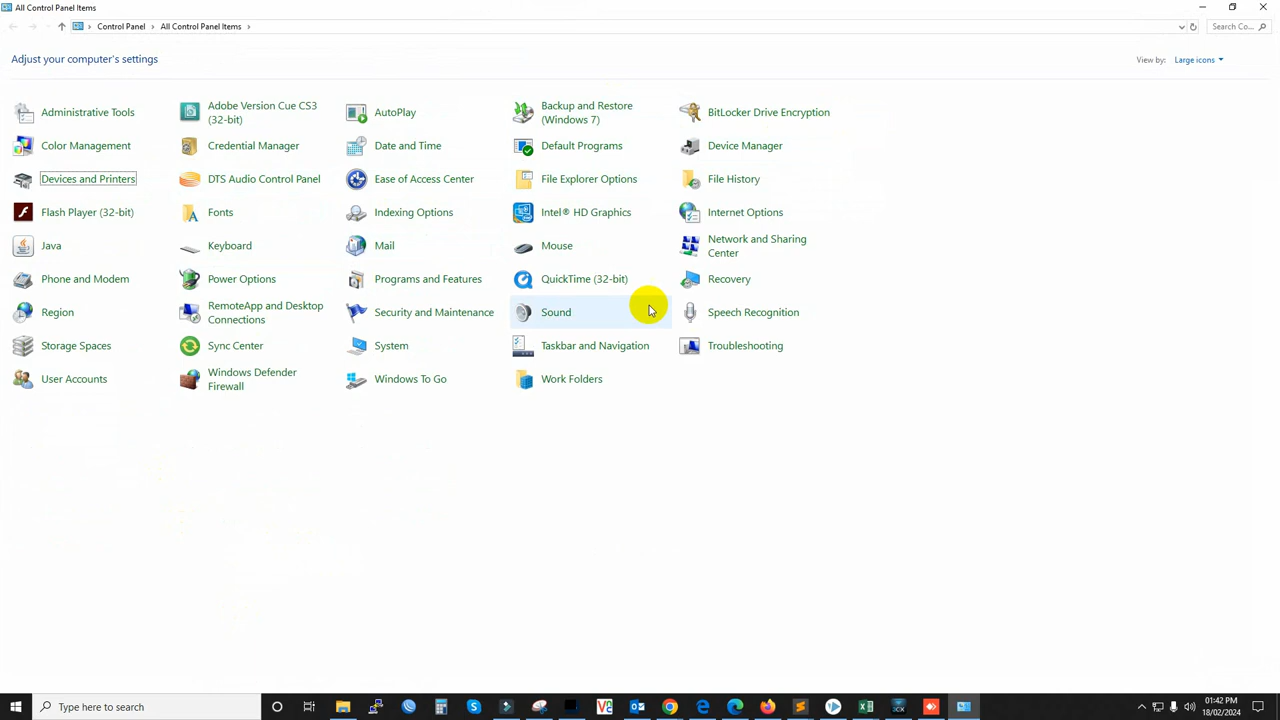 All Control Panel Items
Control Panel > All Control Panel Items >
Search Co...
Adjust your computer's settings
View by: Large icons
Administrative Tools
Adobe Version Cue CS3
(32-bit)
AutoPlay
Backup and Restore
(Windows 7)
BitLocker Drive Encryption
Color Management
Credential Manager
Date and Time
Default Programs
Device Manager
Devices and Printers
DTS Audio Control Panel
Ease of Access Center
File Explorer Options
File History
Flash Player (32-bit)
Fonts
Indexing Options
Intel® HD Graphics
Internet Options
Java
Keyboard
Mail
Mouse
Network and Sharing
Center
Phone and Modem
Power Options
Programs and Features
QuickTime (32-bit)
Recovery
Region
RemoteApp and Desktop
Connections
Security and Maintenance
Sound
Speech Recognition
Storage Spaces
Sync Center
System
Taskbar and Navigation
Troubleshooting
User Accounts
Windows Defender
Firewall
Windows To Go
Work Folders
Type here to search
01:42 PM
18/02/2024